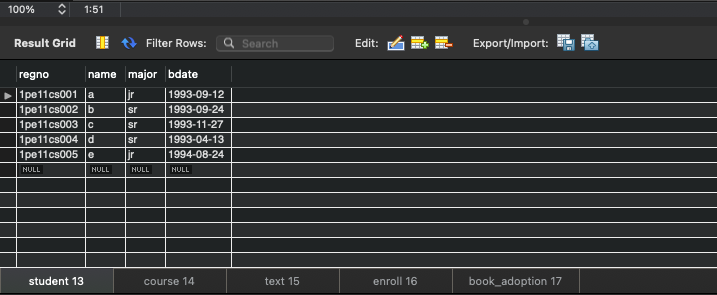 100% 1:51
Result Grid Filter Rows: Search Edit: Export/Import:
regno name major bdate
1pe11cs001 a jr 1993-09-12
1pe11cs002 b sr 1993-09-24
1pe11cs003 c sr 1993-11-27
1pe11cs004 d sr 1993-04-13
1pe11cs005 e jr 1994-08-24
NULL NULL NULL NULL
student 13 course 14 text 15 enroll 16 book_adoption 17